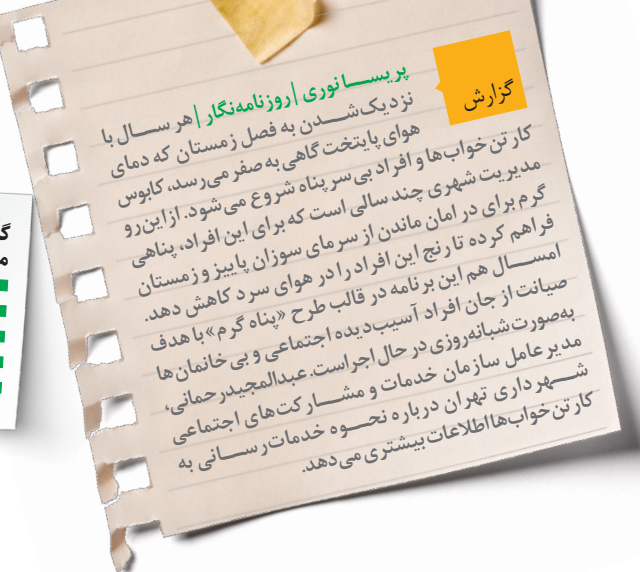 گزارش
پریسا نوری | روزنامه‌نگار | هر سال با
نزدیک‌شدن به فصل زمستان که دمای
هوای پایتخت گاهی به صفر می‌رسد، کابوس
کارتن‌خواب‌ها و افراد بی‌سرپناه شروع می‌شود. ازاین‌رو
مدیریت شهری چند سالی است که برای این افراد، پناهی
گرم برای در امان ماندن از سرمای سوزان پاییز و زمستان
فراهم کرده تا رنج این افراد را در هوای سرد کاهش دهد.
امسال هم این برنامه در قالب طرح «پناه گرم» با هدف
صیانت از جان افراد آسیب‌دیده اجتماعی و بی‌خانمان‌ها
به‌صورت شبانه‌روزی در حال اجراست. عبدالمجید رحمانی،
مدیرعامل سازمان خدمات و مشارکت‌های اجتماعی
شهرداری تهران درباره نحوه خدمات‌رسانی به
کارتن‌خواب‌ها اطلاعات بیشتری می‌دهد.